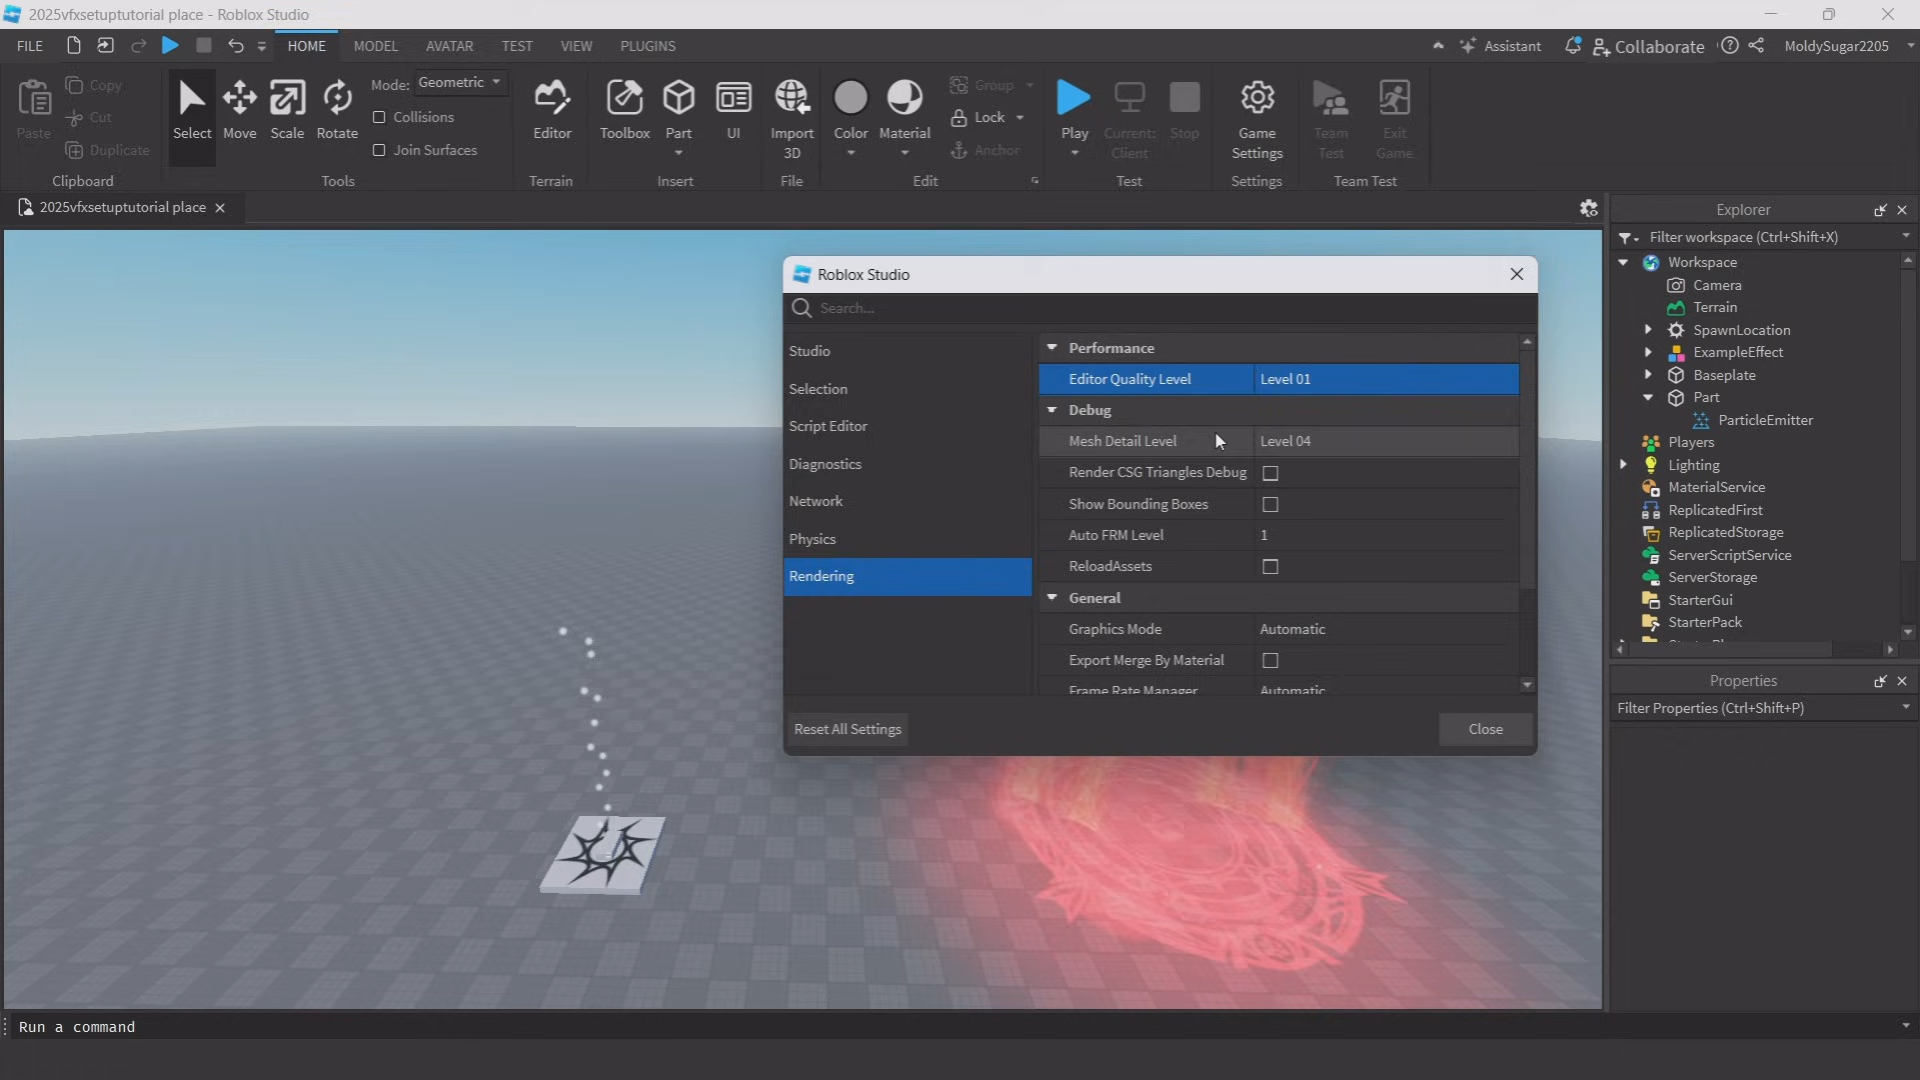 2025vfxsetuptutorial place - Roblox Studio
FILE HOME MODEL AVATAR TEST VIEW PLUGINS Assistant Collaborate MoldySugar2205
Paste Copy Cut Duplicate
Clipboard
Select Move Scale Rotate
Mode: Geometric
Collisions
Join Surfaces
Tools
Editor
Terrain
Toolbox Part UI
Insert
Import 3D
File
Color Material
Group
Lock
Anchor
Edit
Play Current: Client Stop
Test
Game Settings
Settings
Team Test Exit Game
Team Test
2025vfxsetuptutorial place
Roblox Studio
Search...
Studio
Selection
Script Editor
Diagnostics
Network
Physics
Rendering
Performance
Editor Quality Level Level 01
Debug
Mesh Detail Level Level 04
Render CSG Triangles Debug
Show Bounding Boxes
Auto FRM Level 1
ReloadAssets
General
Graphics Mode Automatic
Export Merge By Material
Frame Rate Manager Automatic
Reset All Settings Close
Explorer
Filter workspace (Ctrl+Shift+X)
Workspace
Camera
Terrain
SpawnLocation
ExampleEffect
Baseplate
Part
ParticleEmitter
Players
Lighting
MaterialService
ReplicatedFirst
ReplicatedStorage
ServerScriptService
ServerStorage
StarterGui
StarterPack
Properties
Filter Properties (Ctrl+Shift+P)
Run a command